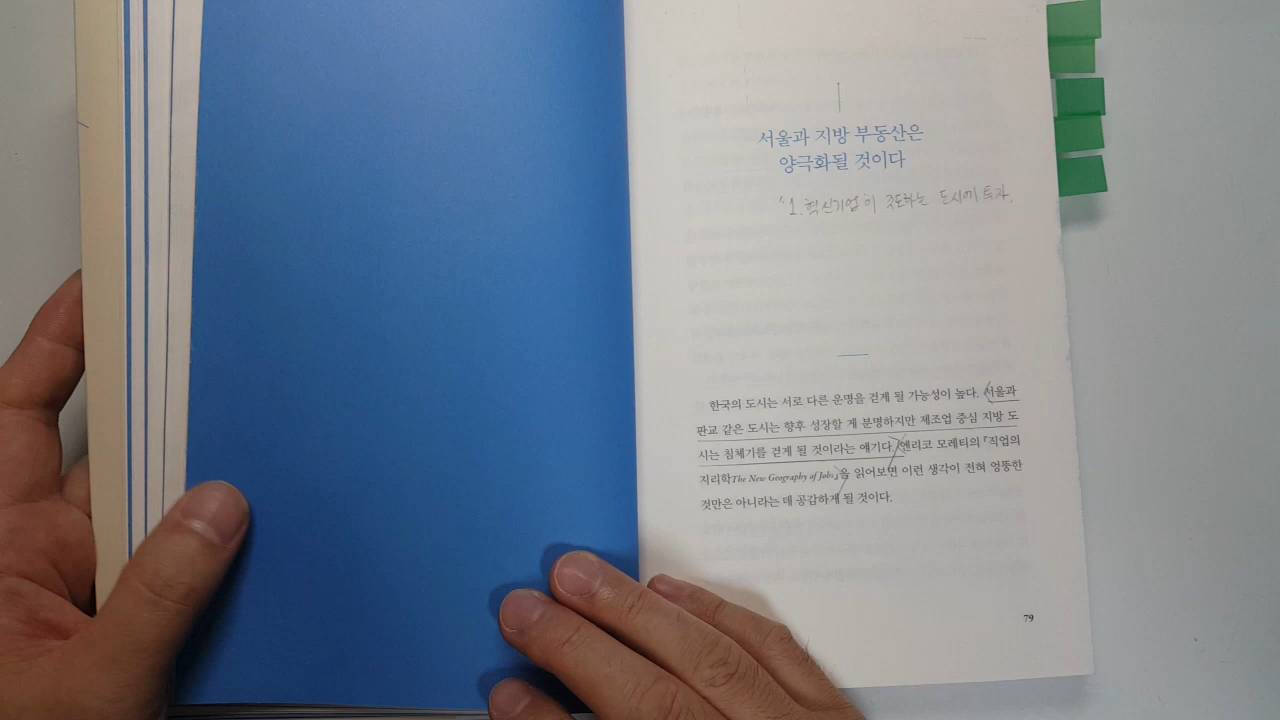 서울과 지방 부동산은
양극화될 것이다
1. 혁신기업이 주도하는 도시에 투자.
한국의 도시는 서로 다른 운명을 걷게 될 가능성이 높다. 서울과
판교 같은 도시는 향후 성장할 게 분명하지만 제조업 중심 지방 도
시는 침체기를 걷게 될 것이라는 얘기다. 엔리코 모레티의 『직업의
지리학The New Geography of Jobs』을 읽어보면 이런 생각이 전혀 엉뚱한
것만은 아니라는 데 공감하게 될 것이다.
79